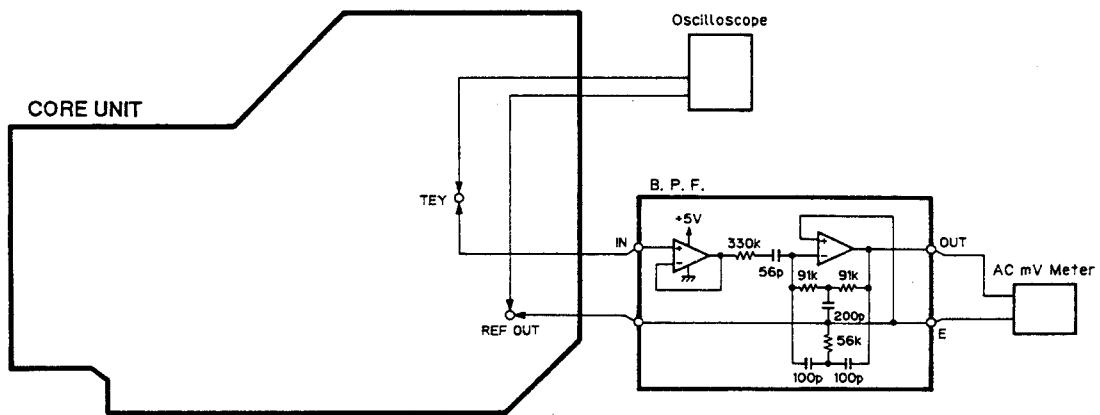 Oscilloscope
CORE UNIT
TEY
REF OUT
B. P. F.
+5V
IN
330k
56p
91k 91k
200p
56k
100p 100p
OUT
E
AC mV Meter